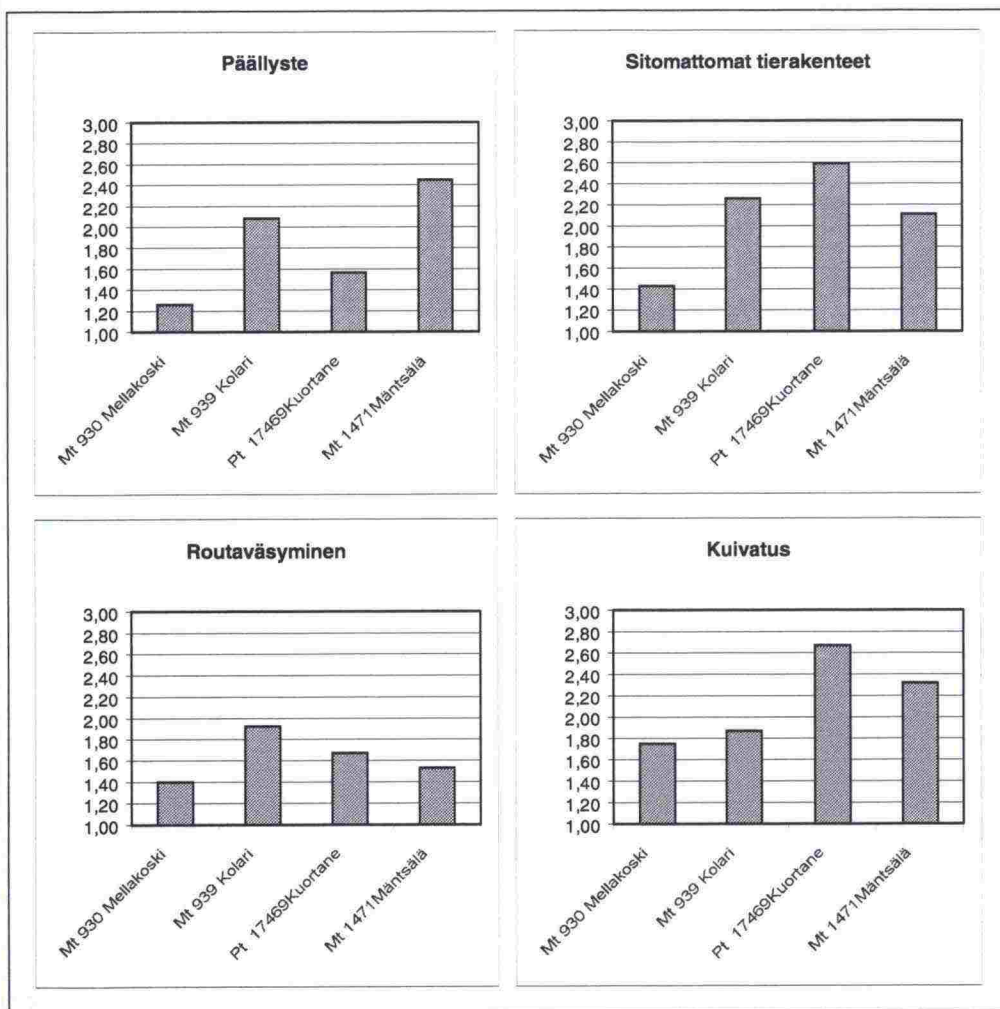 Päällyste
3,00
2,80
2,60
2,40
2,20
2,00
1,80
1,60
1,40
1,20
1,00
Mt 930 Mellakoski
Mt 939 Kolari
Pt 17469Kuortane
Mt 1471Mäntsälä
Sitomattomat tierakenteet
3,00
2,80
2,60
2,40
2,20
2,00
1,80
1,60
1,40
1,20
1,00
Mt 930 Mellakoski
Mt 939 Kolari
Pt 17469Kuortane
Mt 1471Mäntsälä
Routaväsyminen
3,00
2,80
2,60
2,40
2,20
2,00
1,80
1,60
1,40
1,20
1,00
Mt 930 Mellakoski
Mt 939 Kolari
Pt 17469Kuortane
Mt 1471Mäntsälä
Kuivatus
3,00
2,80
2,60
2,40
2,20
2,00
1,80
1,60
1,40
1,20
1,00
Mt 930 Mellakoski
Mt 939 Kolari
Pt 17469Kuortane
Mt 1471Mäntsälä